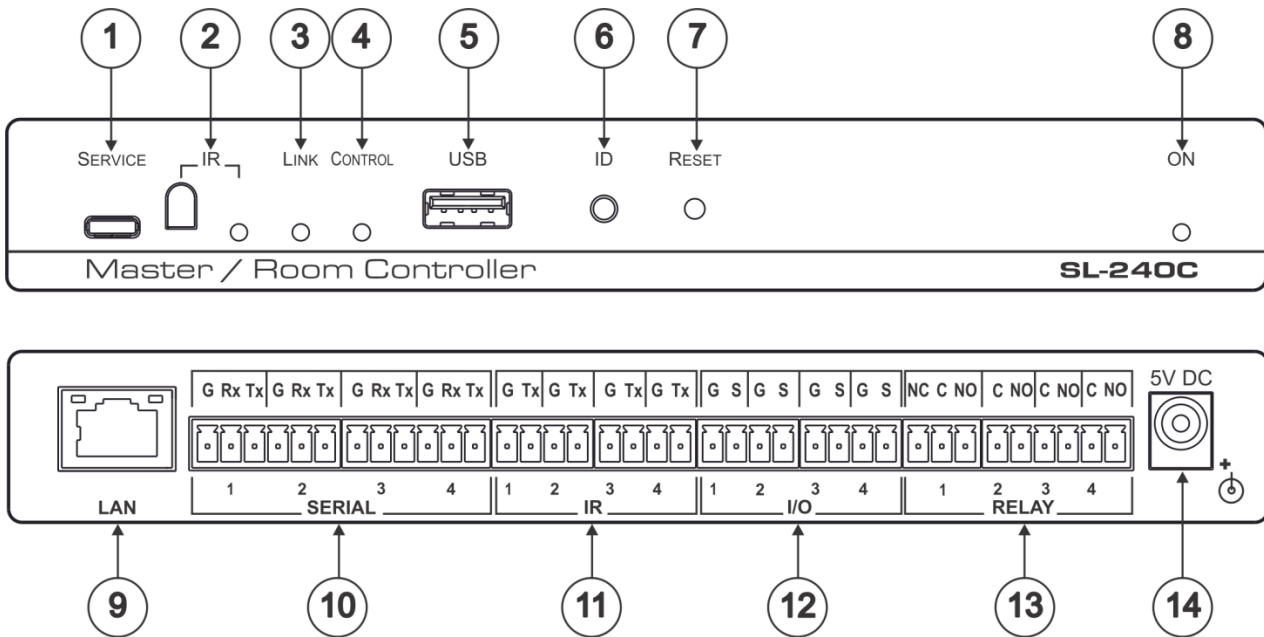 1 2 3 4 5 6 7 8
SERVICE IR LINK CONTROL USB ID RESET ON
Master / Room Controller SL-240C
G Rx Tx G Rx Tx G Rx Tx G Rx Tx G Tx G Tx G Tx G Tx G S G S G S G S NC C NO C NO C NO C NO 5V DC
+
1 2 3 4 1 2 3 4 1 2 3 4 1 2 3 4
LAN SERIAL IR I/O RELAY
9 10 11 12 13 14